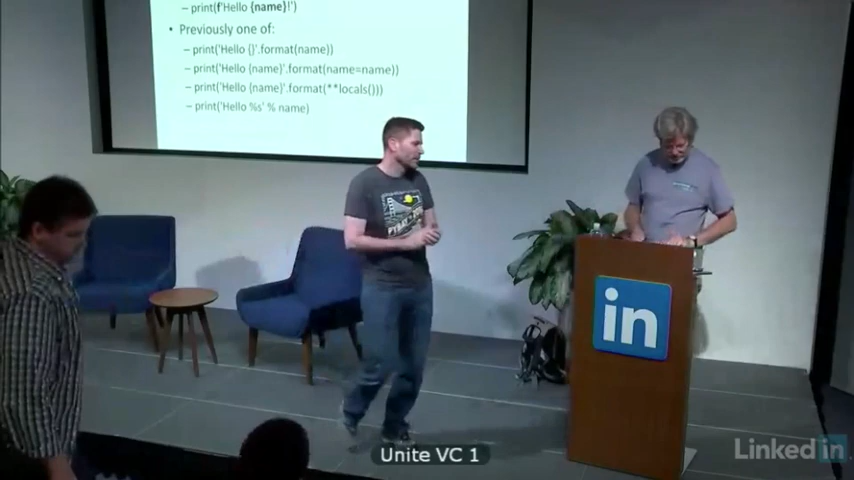 – print(f'Hello {name}!')
• Previously one of:
– print('Hello {}'.format(name))
– print('Hello {name}'.format(name=name))
– print('Hello {name}'.format(**locals()))
– print('Hello %s' % name)
in
Unite VC 1
Linked in